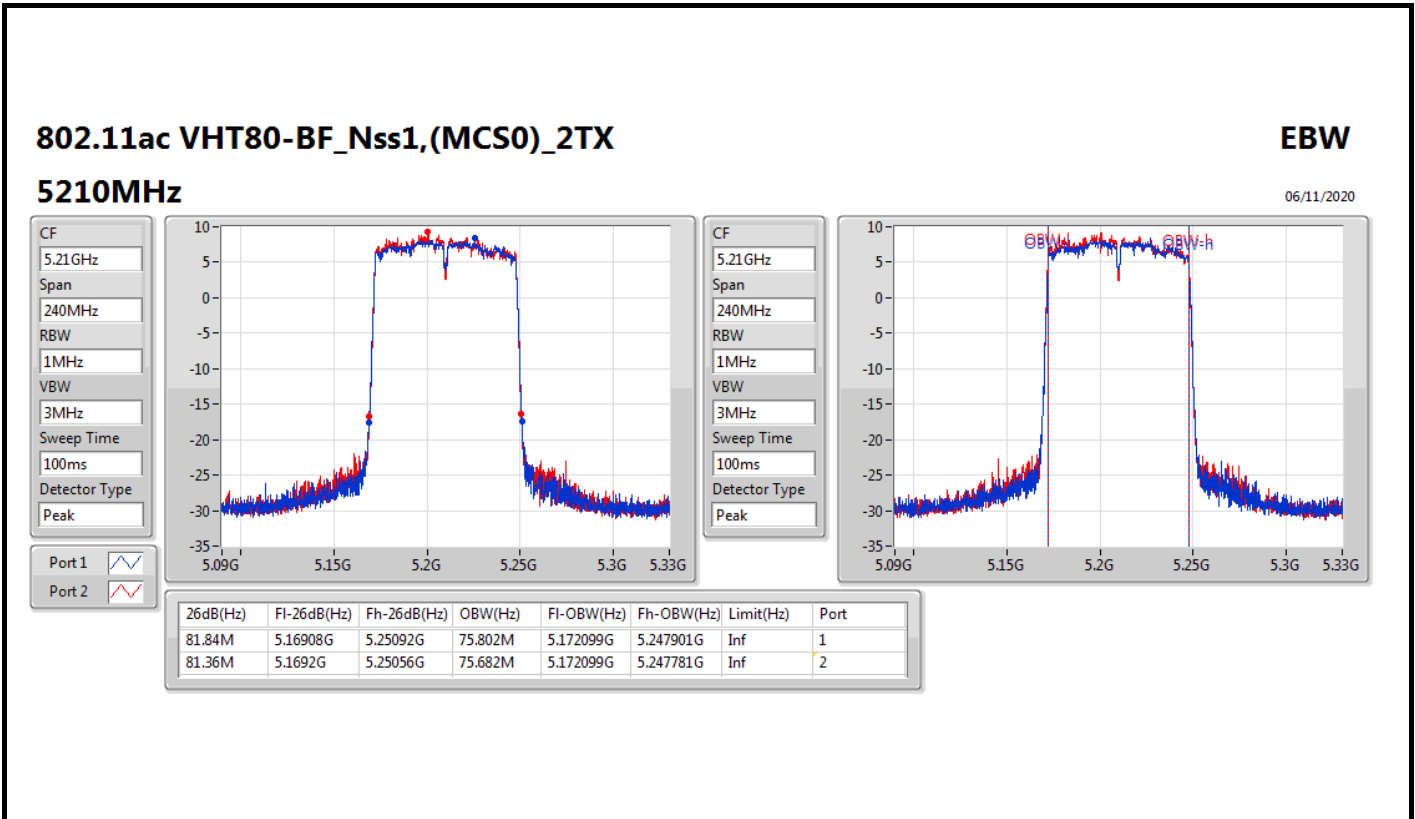 802.11ac VHT80-BF_Nss1,(MCS0)_2TX
EBW
5210MHz
06/11/2020
CF
5.21GHz
Span
240MHz
RBW
1MHz
VBW
3MHz
Sweep Time
100ms
Detector Type
Peak
Port 1
Port 2
10
5
0
-5
-10
-15
-20
-25
-30
-35
5.09G 5.15G 5.2G 5.25G 5.3G 5.33G
CF
5.21GHz
Span
240MHz
RBW
1MHz
VBW
3MHz
Sweep Time
100ms
Detector Type
Peak
10
5
0
-5
-10
-15
-20
-25
-30
-35
OBW-l OBW-h
5.09G 5.15G 5.2G 5.25G 5.3G 5.33G
26dB(Hz) Fl-26dB(Hz) Fh-26dB(Hz) OBW(Hz) Fl-OBW(Hz) Fh-OBW(Hz) Limit(Hz) Port
81.84M 5.16908G 5.25092G 75.802M 5.172099G 5.247901G Inf 1
81.36M 5.1692G 5.25056G 75.682M 5.172099G 5.247781G Inf 2